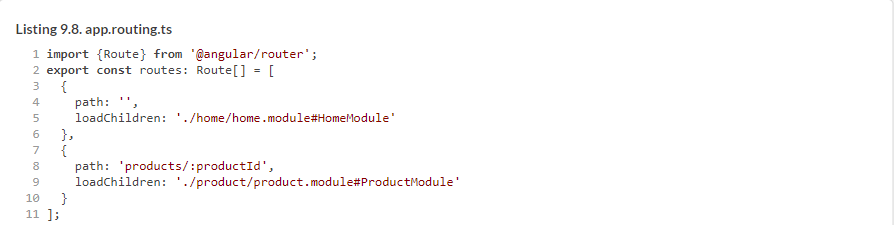 Listing 9.8. app.routing.ts
1 import {Route} from '@angular/router';
2 export const routes: Route[] = [
3   {
4     path: '',
5     loadChildren: './home/home.module#HomeModule'
6   },
7   {
8     path: 'products/:productId',
9     loadChildren: './product/product.module#ProductModule'
10   }
11 ];